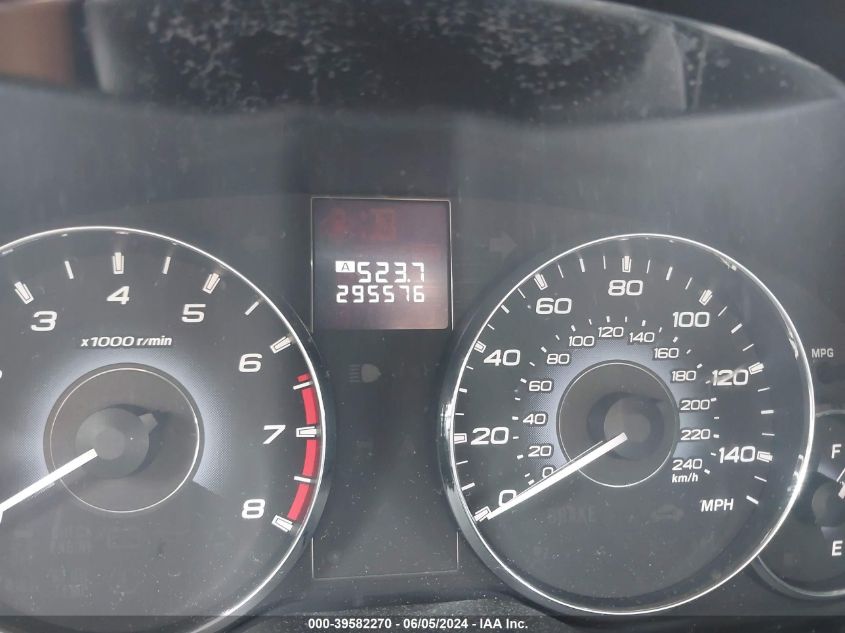 A 523.7
295576
3 4 5 6 7 8
x1000 r/min
0 20 40 60 80 100 120 140
MPH
0 20 40 60 80 100 120 140 160 180 200 220 240
km/h
MPG
F
E
000-39582270 - 06/05/2024 - IAA Inc.